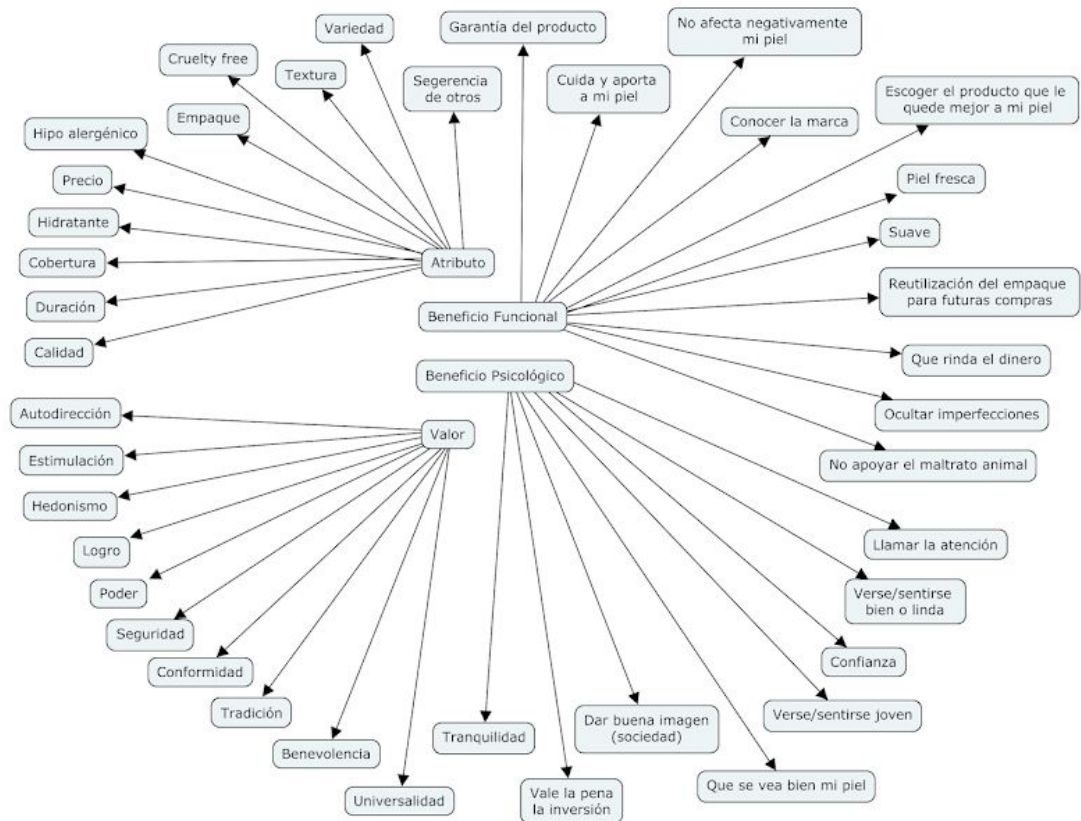 Variedad
Garantía del producto
No afecta negativamente
mi piel
Cruelty free
Textura
Segerencia
de otros
Cuida y aporta
a mi piel
Escoger el producto que le
quede mejor a mi piel
Empaque
Conocer la marca
Hipo alergénico
Precio
Piel fresca
Hidratante
Suave
Cobertura
Atributo
Reutilización del empaque
para futuras compras
Duración
Beneficio Funcional
Calidad
Que rinda el dinero
Beneficio Psicológico
Autodirección
Ocultar imperfecciones
Valor
Estimulación
No apoyar el maltrato animal
Hedonismo
Logro
Llamar la atención
Poder
Verse/sentirse
bien o linda
Seguridad
Confianza
Conformidad
Tradición
Verse/sentirse joven
Dar buena imagen
(sociedad)
Tranquilidad
Benevolencia
Que se vea bien mi piel
Universalidad
Vale la pena
la inversión